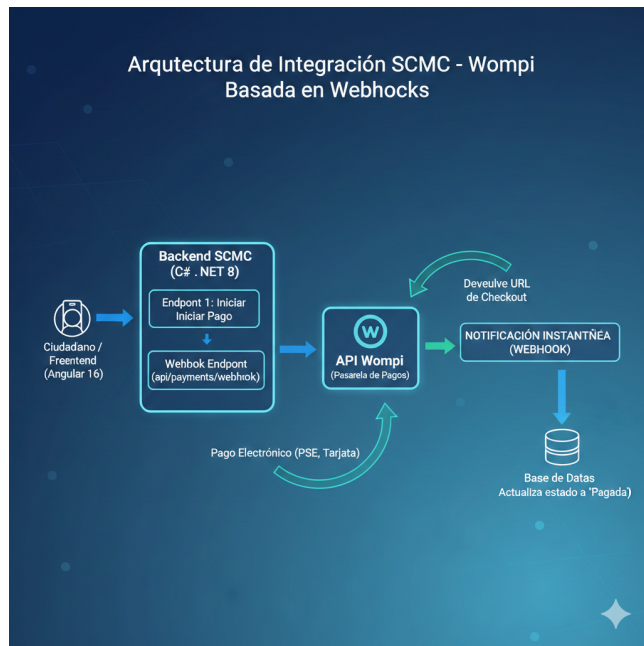 Arqutectura de Integración SCMC - Wompi
Basada en Webhocks
Backend SCMC
(C# . NET 8)
Endpont 1: Iniciar
Iniciar Pago
Wehbok Endpont
(api/payments/webhrok)
Ciudadano /
Freentend
(Angular 16)
W
API Wompi
(Pasarela de Pagos)
Deveulve URL
de Checkout
NOTIFICACIÓN INSTANTÑEA
(WEBHOOK)
Pago Electrónico (PSE, Tarjata)
Base de Datas
Actualiza estado a 'Pagada')